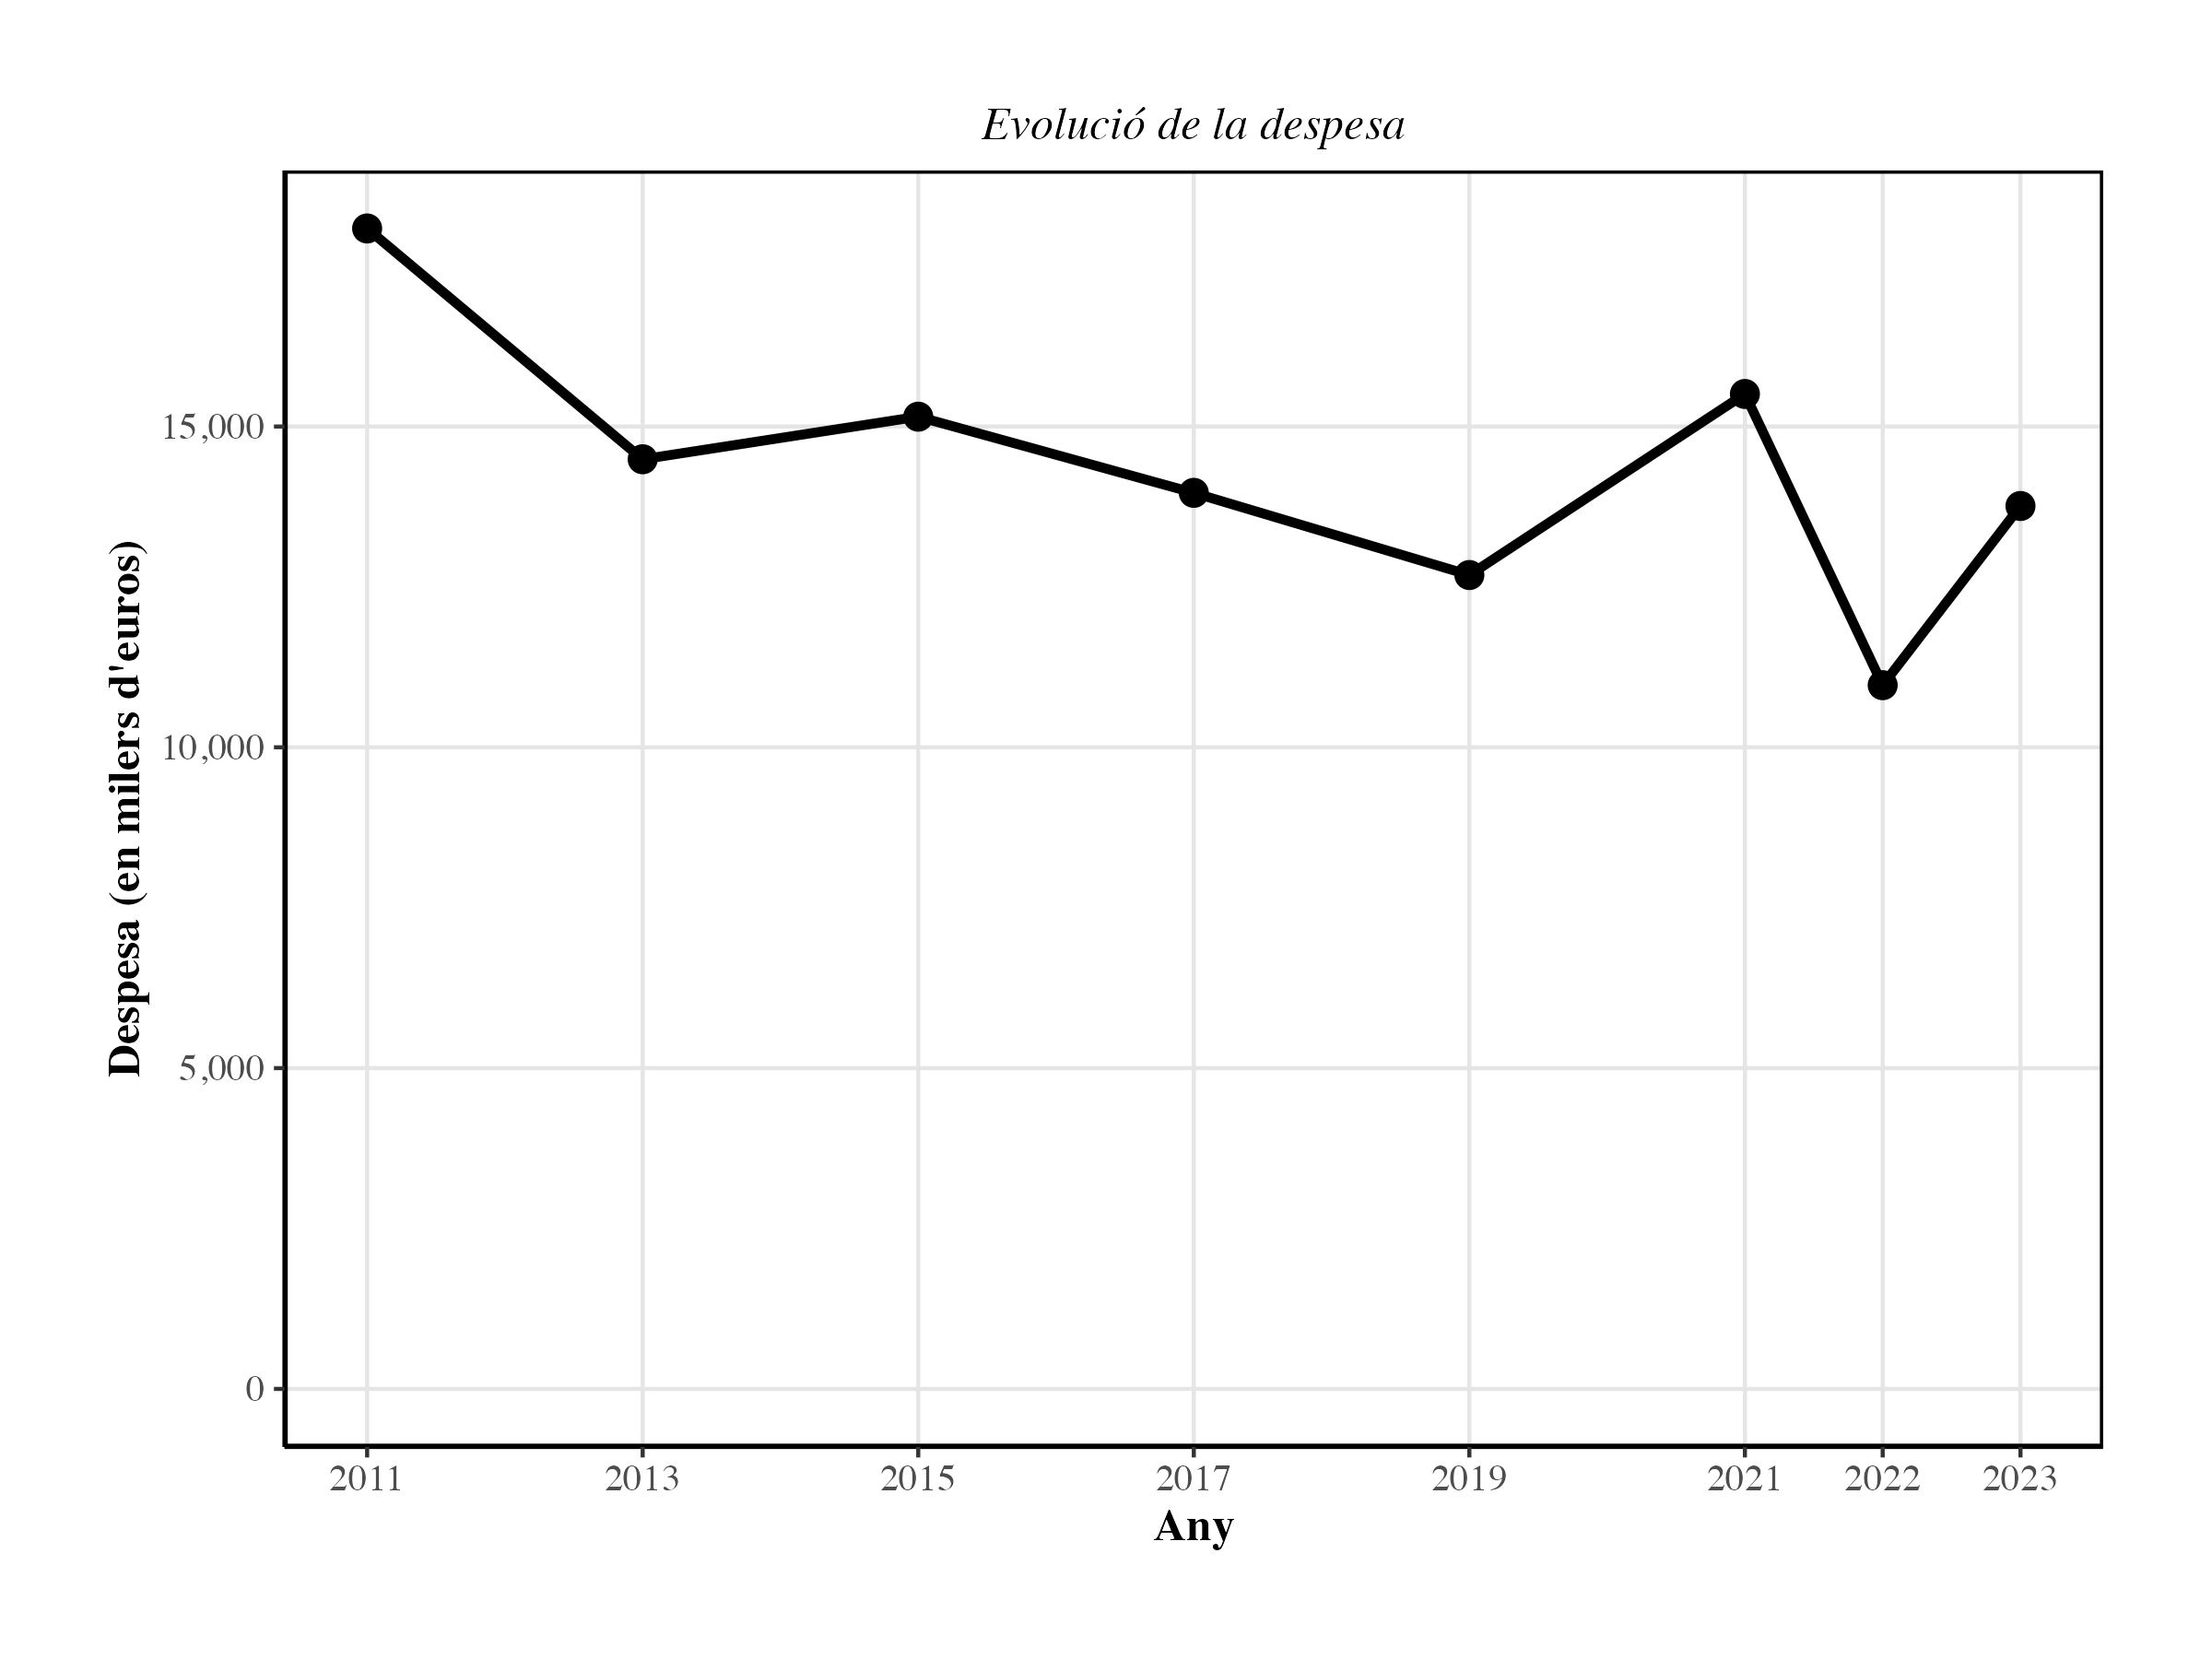 Evolució de la despesa
Despesa (en milers d'euros)
15,000
10,000
5,000
0
2011 2013 2015 2017 2019 2021 2022 2023
Any